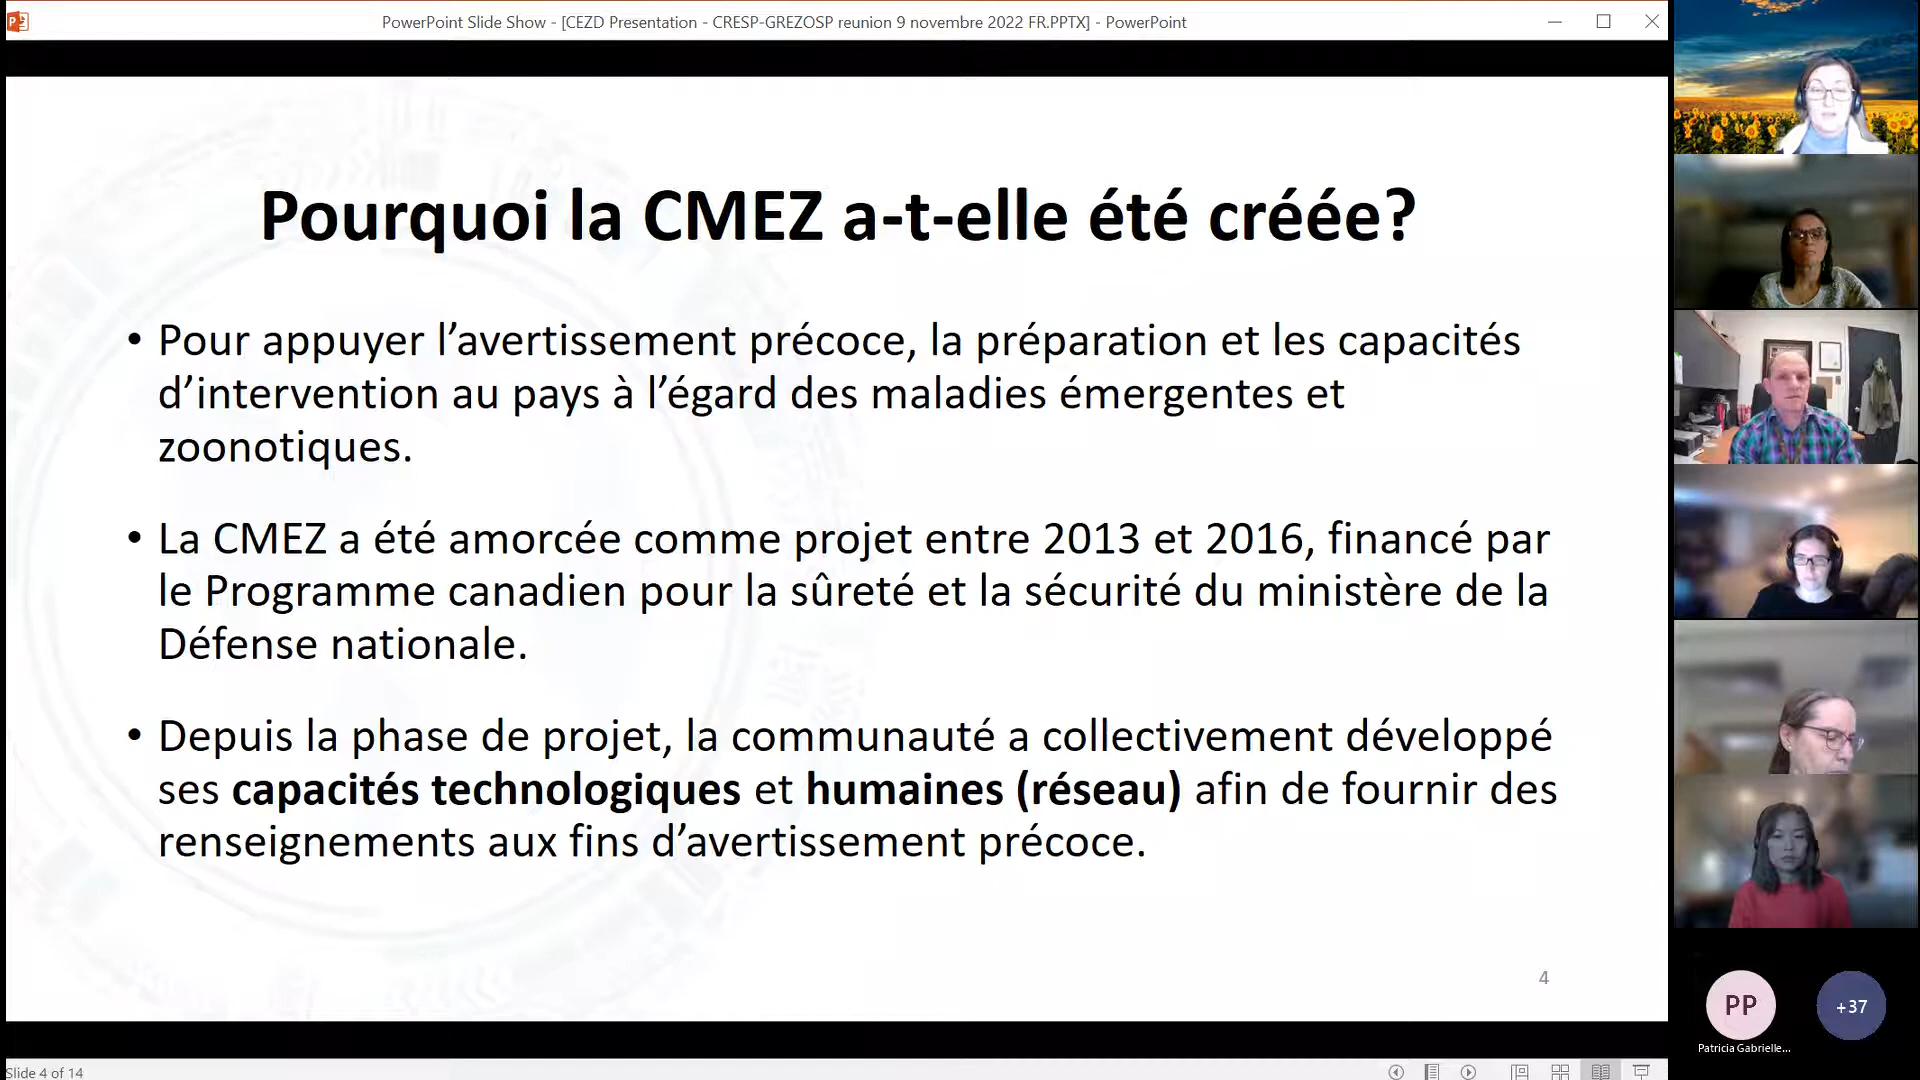 PowerPoint Slide Show - [CEZD Presentation - CRESP-GREZOSP reunion 9 novembre 2022 FR.PPTX] - PowerPoint
Pourquoi la CMEZ a-t-elle été créée?
• Pour appuyer l’avertissement précoce, la préparation et les capacités
d’intervention au pays à l’égard des maladies émergentes et
zoonotiques.
• La CMEZ a été amorcée comme projet entre 2013 et 2016, financé par
le Programme canadien pour la sûreté et la sécurité du ministère de la
Défense nationale.
• Depuis la phase de projet, la communauté a collectivement développé
ses capacités technologiques et humaines (réseau) afin de fournir des
renseignements aux fins d’avertissement précoce.
4
PP
+37
Patricia Gabrielle...
Slide 4 of 14